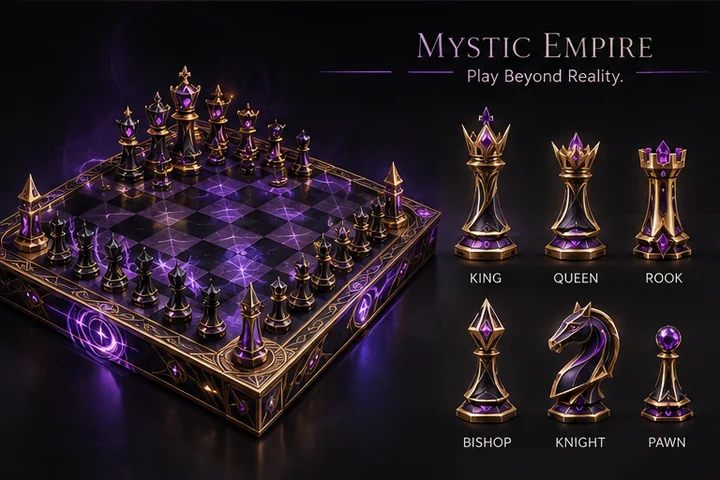 Mystic Empire
Play Beyond Reality.
KING
QUEEN
ROOK
BISHOP
KNIGHT
PAWN